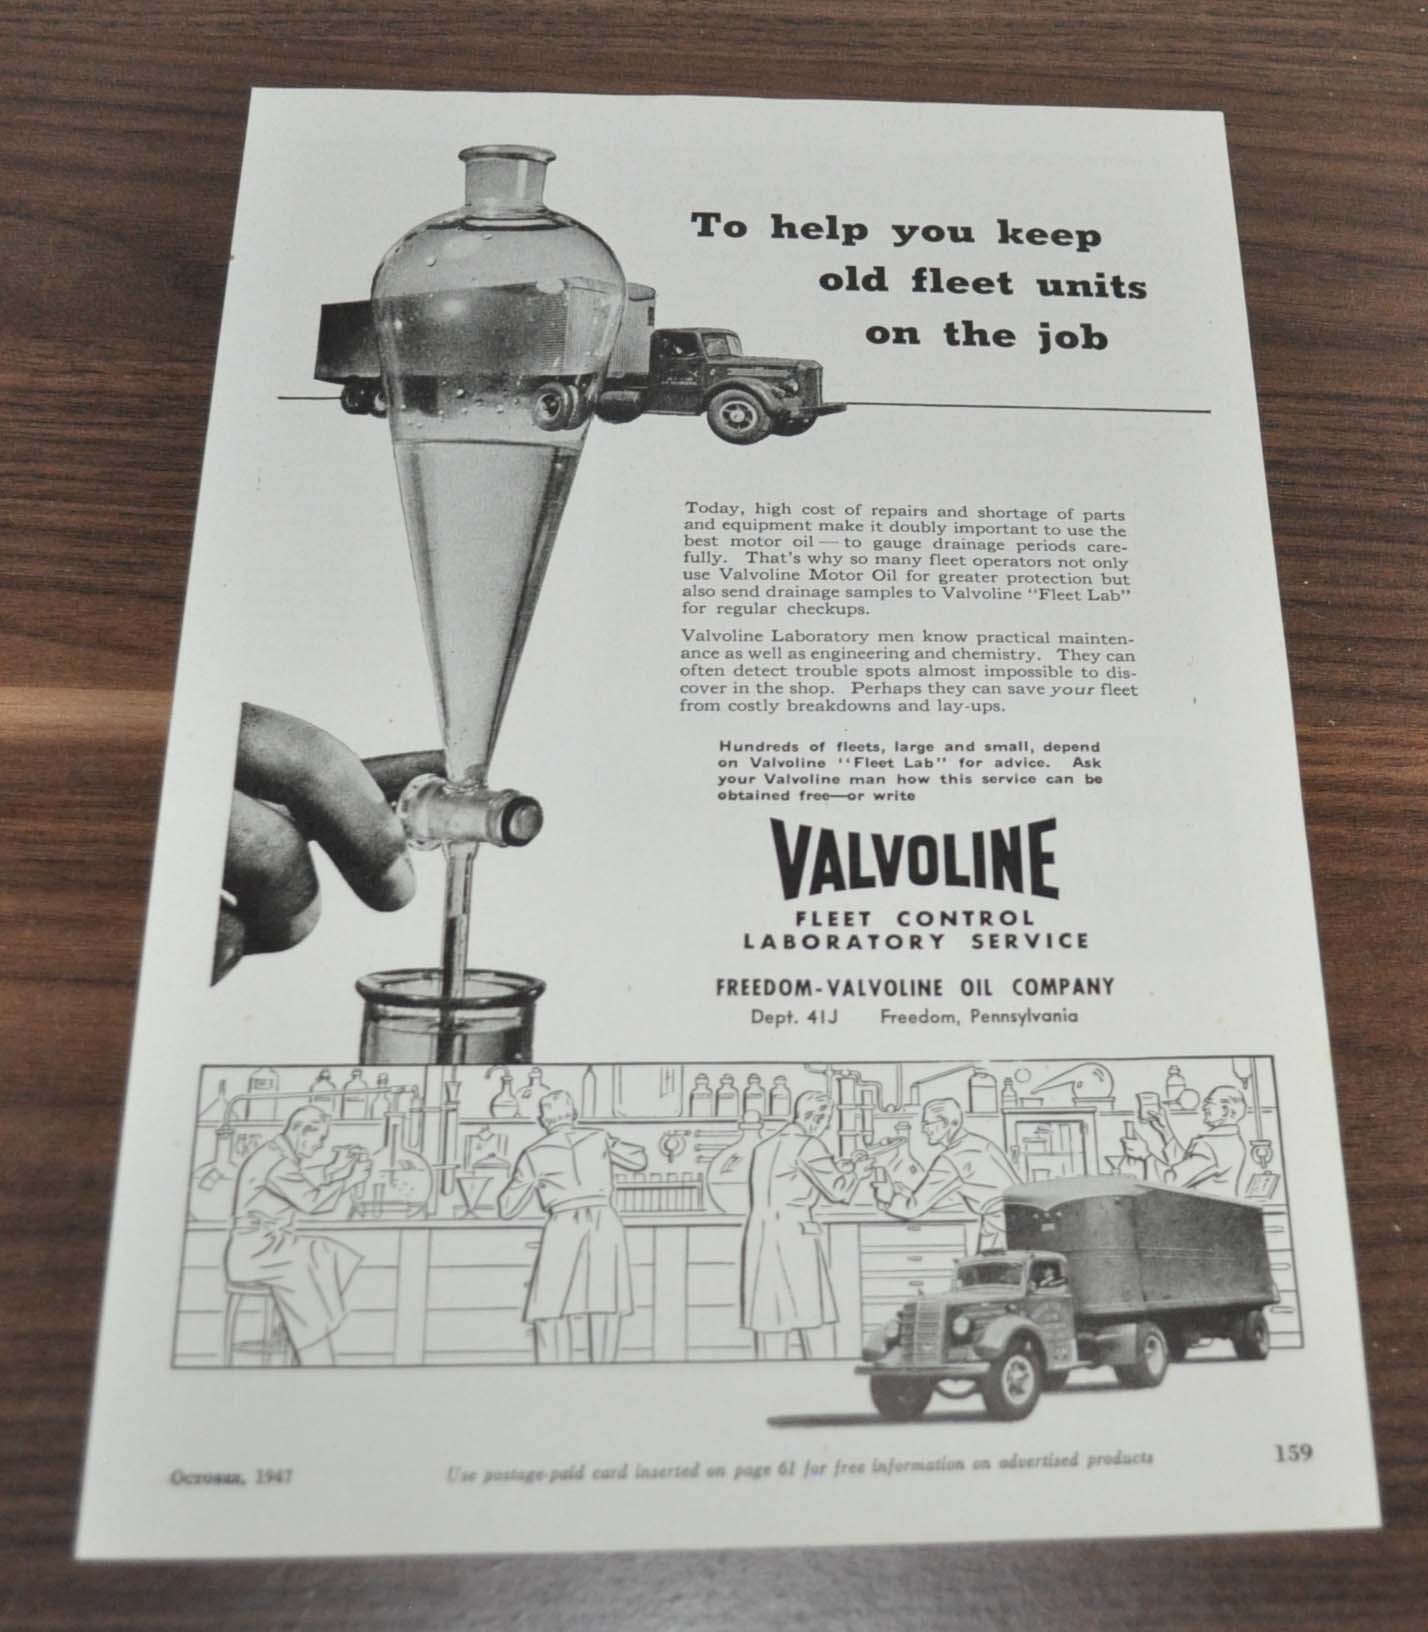 To help you keep
old fleet units
on the job
Today, high cost of repairs and shortage of parts
and equipment make it doubly important to use the
best motor oil — to gauge drainage periods care-
fully. That's why so many fleet operators not only
use Valvoline Motor Oil for greater protection but
also send drainage samples to Valvoline "Fleet Lab"
for regular checkups.
Valvoline Laboratory men know practical mainten-
ance as well as engineering and chemistry. They can
often detect trouble spots almost impossible to dis-
cover in the shop. Perhaps they can save your fleet
from costly breakdowns and lay-ups.
Hundreds of fleets, large and small, depend
on Valvoline "Fleet Lab" for advice. Ask
your Valvoline man how this service can be
obtained free—or write
VALVOLINE
FLEET CONTROL
LABORATORY SERVICE
FREEDOM-VALVOLINE OIL COMPANY
Dept. 41J Freedom, Pennsylvania
October, 1947
Use postage-paid card inserted on page 61 for free information on advertised products
159